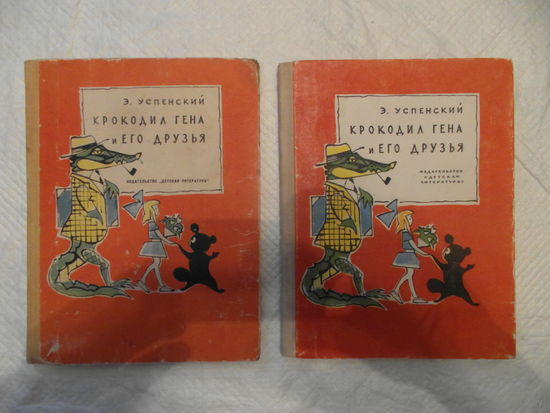 Э. УСПЕНСКИЙ
КРОКОДИЛ ГЕНА
И ЕГО ДРУЗЬЯ
ИЗДАТЕЛЬСТВО „ДЕТСКАЯ ЛИТЕРАТУРА"
Э. УСПЕНСКИЙ
КРОКОДИЛ ГЕНА
И ЕГО ДРУЗЬЯ
ИЗДАТЕЛЬСТВО
«ДЕТСКАЯ
ЛИТЕРАТУРА»